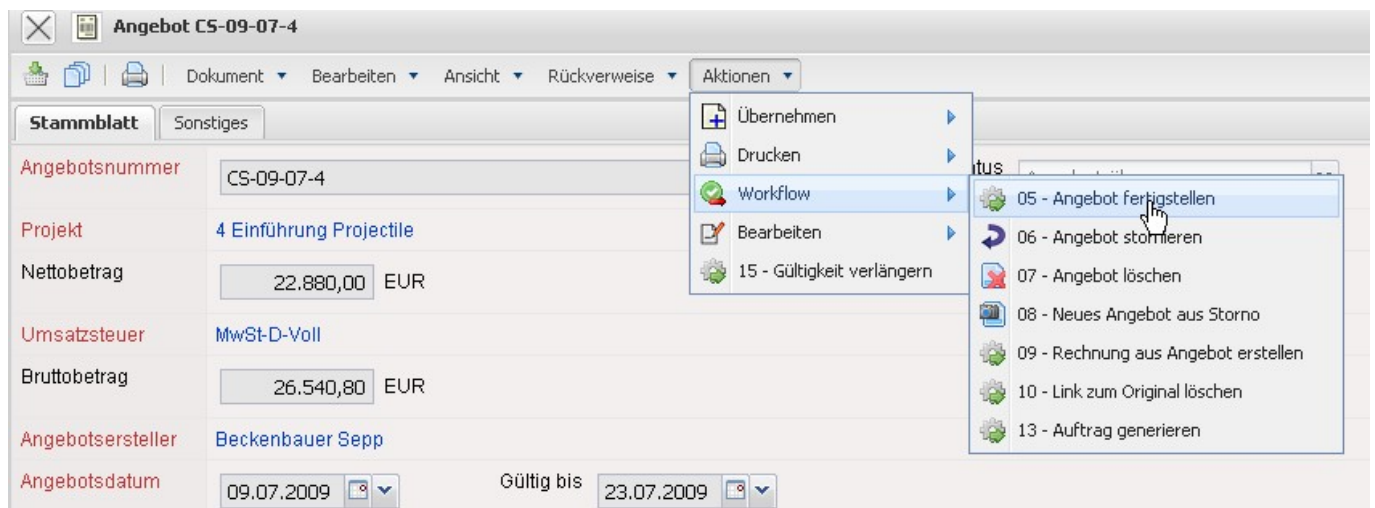 Angebot CS-09-07-4
Dokument Bearbeiten Ansicht Rückverweise Aktionen
Stammblatt Sonstiges
Übernehmen
Drucken
Workflow
Bearbeiten
15 - Gültigkeit verlängern
05 - Angebot fertigstellen
06 - Angebot stornieren
07 - Angebot löschen
08 - Neues Angebot aus Storno
09 - Rechnung aus Angebot erstellen
10 - Link zum Original löschen
13 - Auftrag generieren
Angebotsnummer CS-09-07-4
Projekt 4 Einführung Projectile
Nettobetrag 22.880,00 EUR
Umsatzsteuer MwSt-D-Voll
Bruttobetrag 26.540,80 EUR
Angebotsersteller Beckenbauer Sepp
Angebotsdatum 09.07.2009 Gültig bis 23.07.2009